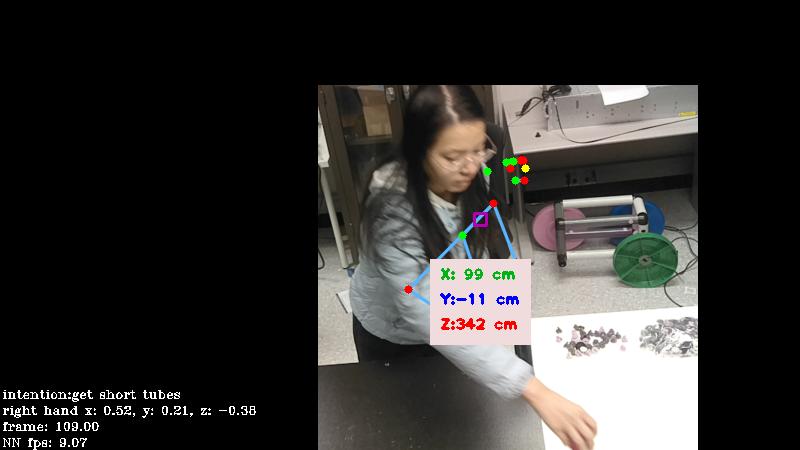 X: 99 cm
Y:-11 cm
Z:342 cm
intention:get short tubes
right hand x: 0.52, y: 0.21, z: -0.38
frame: 109.00
NN fps: 9.07